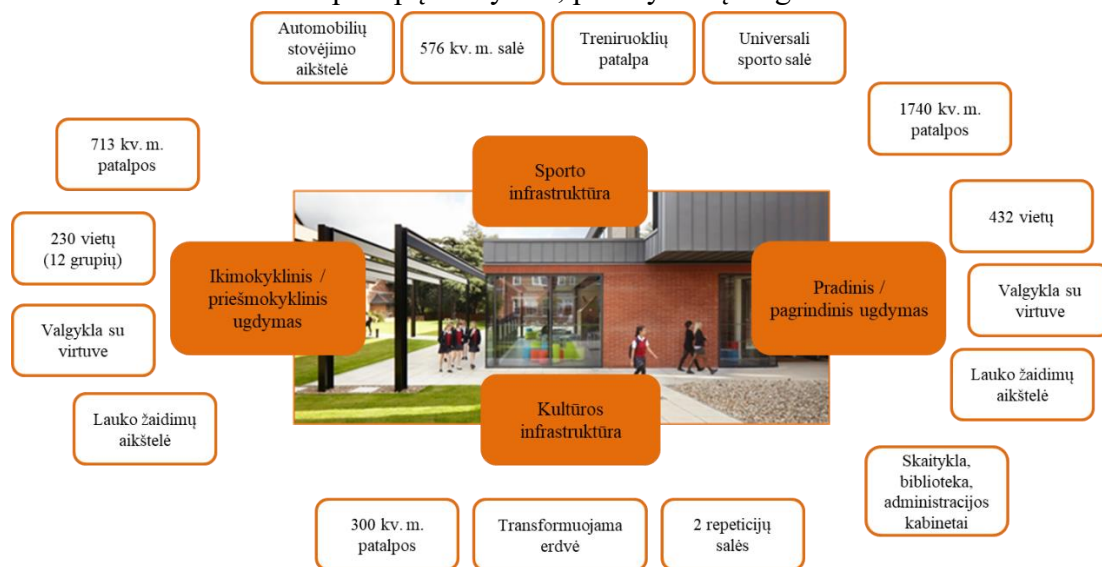 Automobilių
stovėjimo
aikštelė
576 kv. m. salė
Treniruoklių
patalpa
Universali
sporto salė
1740 kv. m.
patalpos
713 kv. m.
patalpos
Sporto
infrastruktūra
432 vietų
230 vietų
(12 grupių)
Ikimokyklinis /
priešmokyklinis
ugdymas
Pradinis /
pagrindinis ugdymas
Valgykla su
virtuve
Valgykla su
virtuve
Lauko žaidimų
aikštelė
Lauko žaidimų
aikštelė
Kultūros
infrastruktūra
Skaitykla,
biblioteka,
administracijos
kabinetai
300 kv. m.
patalpos
Transformuojama
erdvė
2 repeticijų
salės